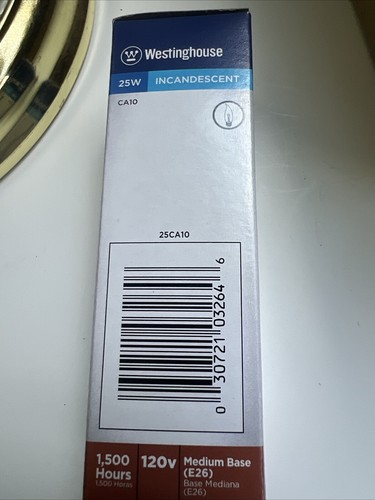 Westinghouse
25W INCANDESCENT
CA10
25CA10
0 30721 03264 6
1,500 Hours
1,500 Horas
120v
Medium Base
(E26)
Base Mediana
(E26)